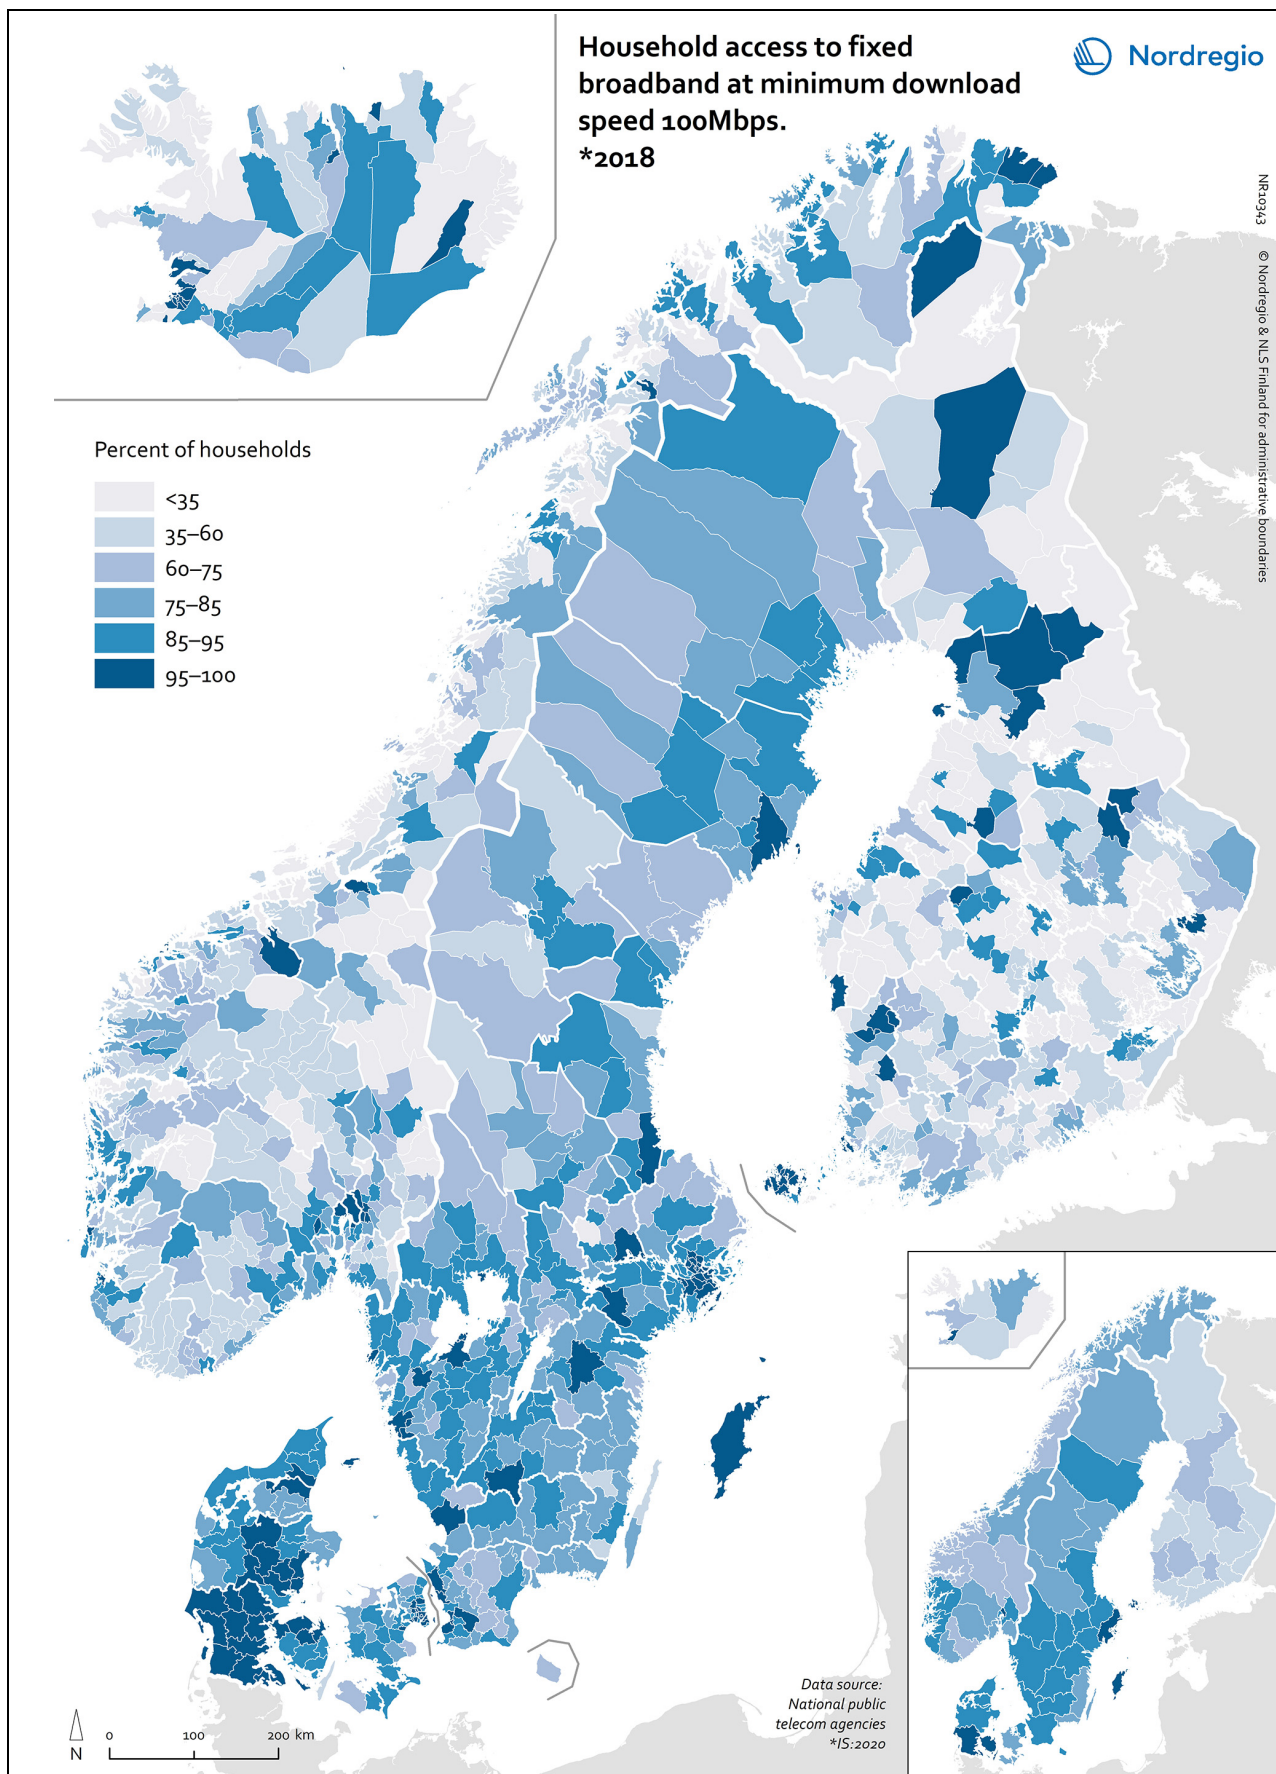 Household access to fixed
broadband at minimum download
speed 100Mbps.
*2018
Nordregio
NR10343   © Nordregio & NLS Finland for administrative boundaries
Percent of households
<35
35–60
60–75
75–85
85–95
95–100
Data source:
National public
telecom agencies
*IS:2020
N
0 100 200 km